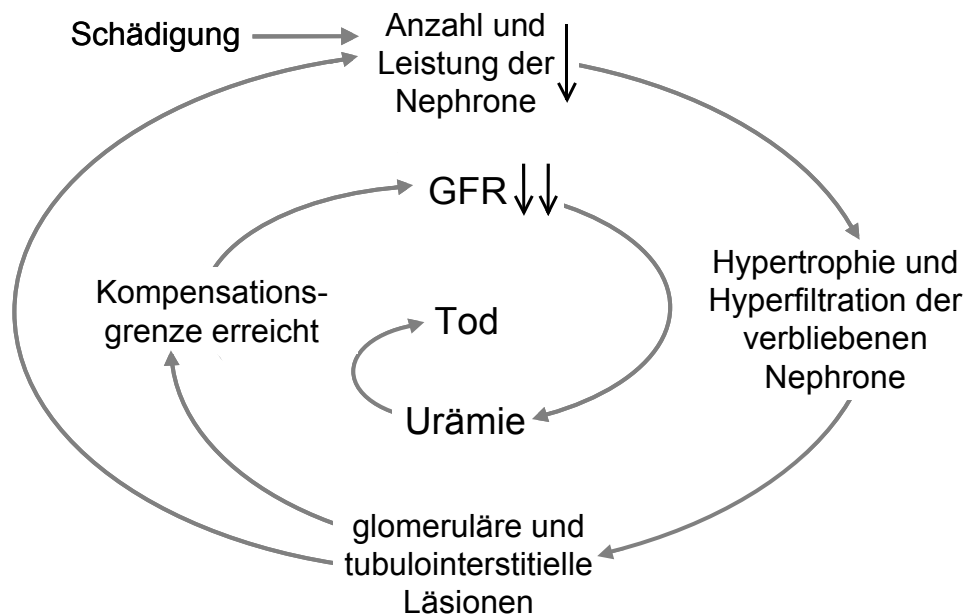 Schädigung
Anzahl und
Leistung der
Nephrone
GFR
Hypertrophie und
Hyperfiltration der
verbliebenen
Nephrone
Kompensations-
grenze erreicht
Tod
Urämie
glomeruläre und
tubulointerstitielle
Läsionen